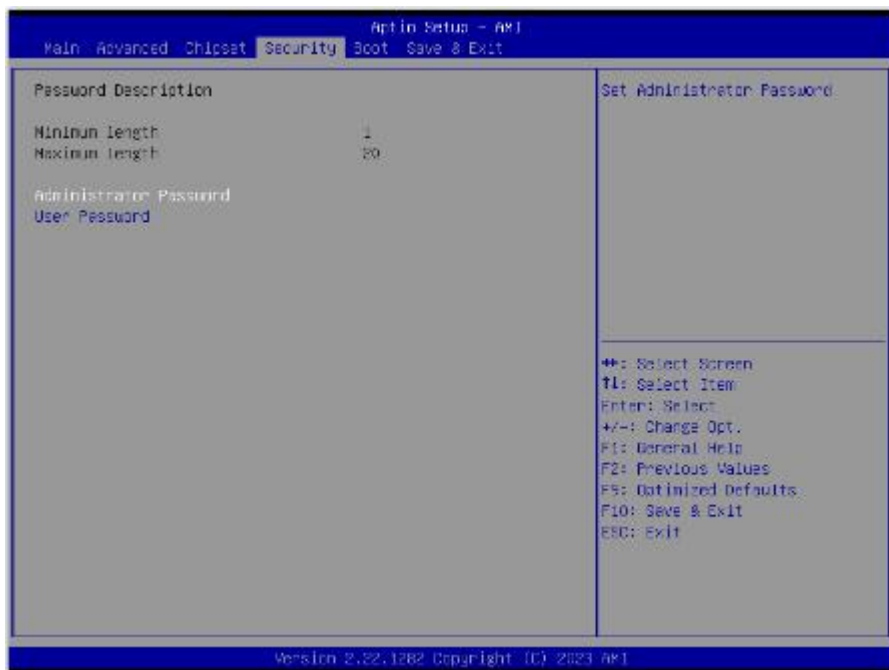 Aptio Setup - AMI
Main Advanced Chipset Security Boot Save & Exit
Password Description
Minimum length 1
Maximum length 20
Administrator Password
User Password
Set Administrator Password
→←: Select Screen
↑↓: Select Item
Enter: Select
+/-: Change Opt.
F1: General Help
F2: Previous Values
F9: Optimized Defaults
F10: Save & Exit
ESC: Exit
Version 2.22.1282 Copyright (C) 2023 AMI